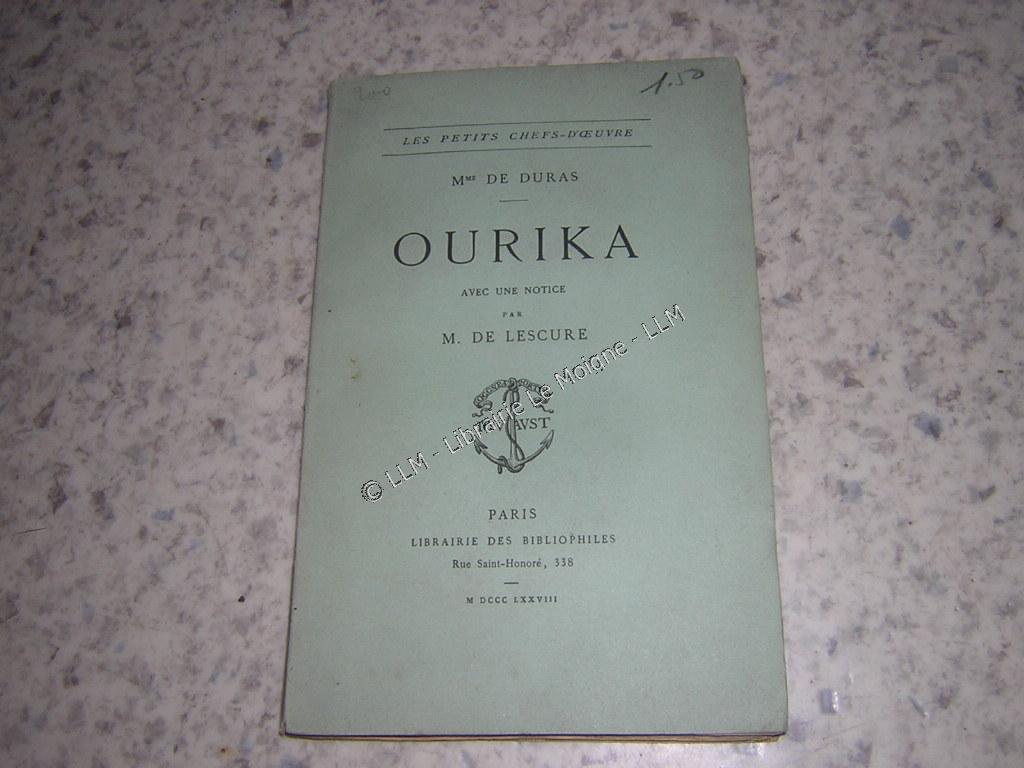 200
1.50
LES PETITS CHEFS-D'ŒUVRE
Mme DE DURAS
OURIKA
AVEC UNE NOTICE
PAR
M. DE LESCURE
AVST
© LLM - Librairie Le Moigne - LLM
PARIS
LIBRAIRIE DES BIBLIOPHILES
Rue Saint-Honoré, 338
M DCCC LXXVIII